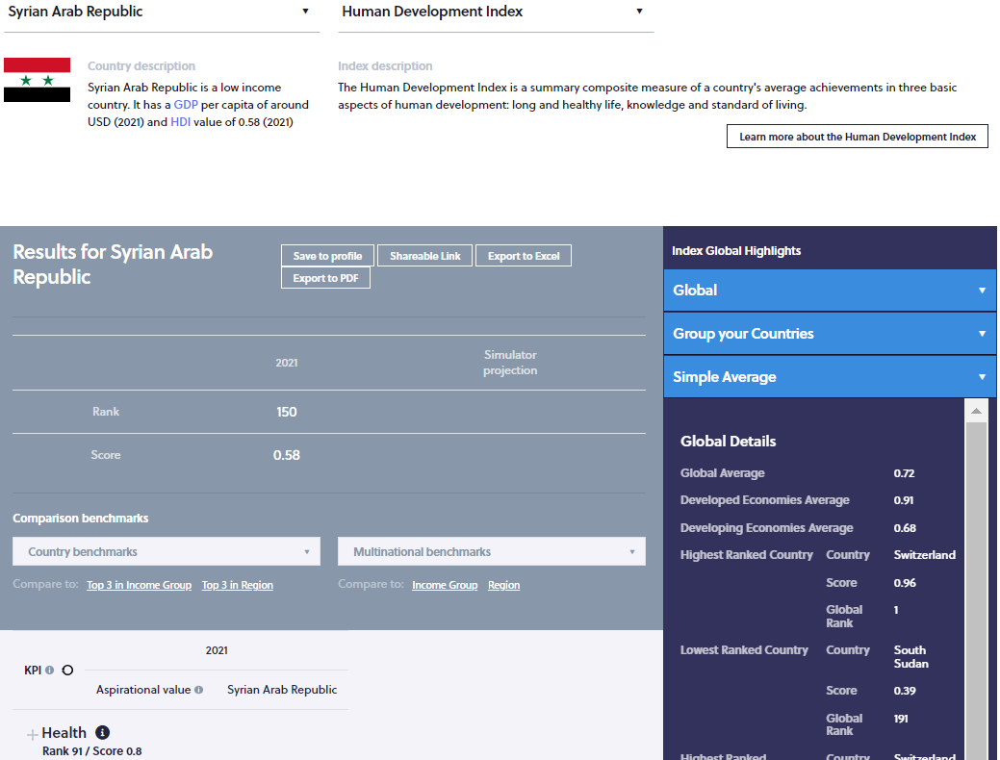 Syrian Arab Republic
Human Development Index
Country description
Syrian Arab Republic is a low income
country. It has a GDP per capita of around
USD (2021) and HDI value of 0.58 (2021)
Index description
The Human Development Index is a summary composite measure of a country's average achievements in three basic
aspects of human development: long and healthy life, knowledge and standard of living.
Learn more about the Human Development Index
Results for Syrian Arab
Republic
Save to profile
Shareable Link
Export to Excel
Export to PDF
2021
Simulator
projection
Rank 150
Score 0.58
Comparison benchmarks
Country benchmarks
Multinational benchmarks
Compare to: Top 3 in Income Group Top 3 in Region
Compare to: Income Group Region
2021
KPI
Aspirational value Syrian Arab Republic
Health
Rank 91 / Score 0.8
Index Global Highlights
Global
Group your Countries
Simple Average
Global Details
Global Average 0.72
Developed Economies Average 0.91
Developing Economies Average 0.68
Highest Ranked Country Country Switzerland
Score 0.96
Global
Rank
1
Lowest Ranked Country Country South
Sudan
Score 0.39
Global
Rank
191
Highest Ranked Country Switzerland